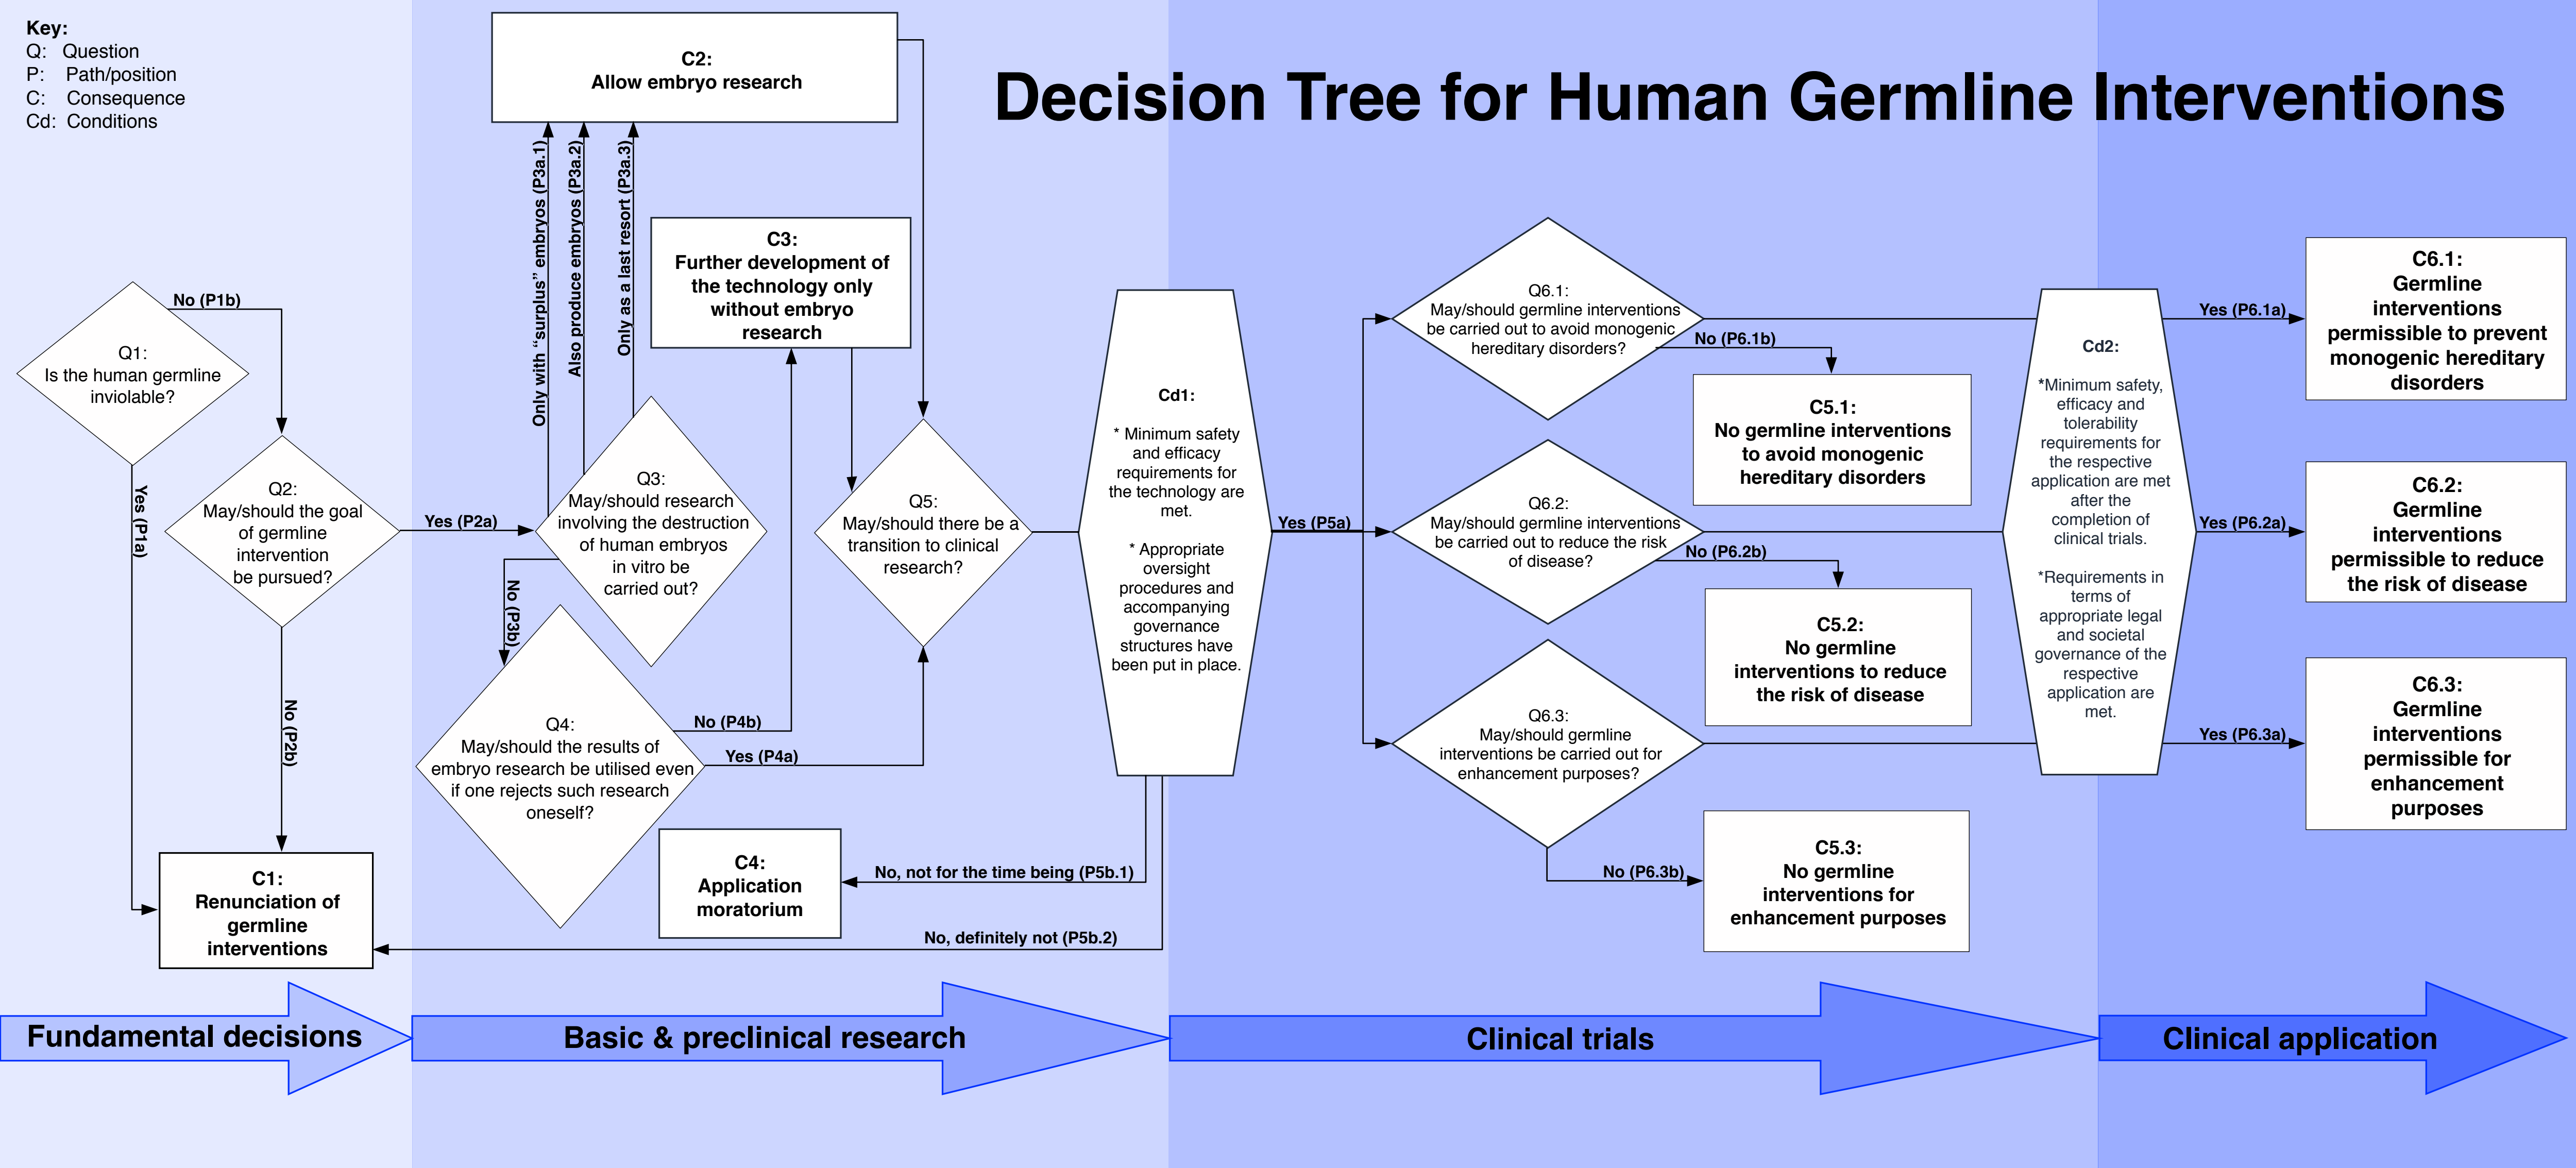 Key:
Q: Question
P: Path/position
C: Consequence
Cd: Conditions
Decision Tree for Human Germline Interventions
Q1:
Is the human germline
inviolable?
No (P1b)
Yes (P1a)
Q2:
May/should the goal
of germline
intervention
be pursued?
Yes (P2a)
No (P2b)
C1:
Renunciation of
germline
interventions
C2:
Allow embryo research
Only with “surplus” embryos (P3a.1)
Also produce embryos (P3a.2)
Only as a last resort (P3a.3)
C3:
Further development of
the technology only
without embryo
research
Q3:
May/should research
involving the destruction
of human embryos
in vitro be
carried out?
No (P3b)
Q4:
May/should the results of
embryo research be utilised even
if one rejects such research
oneself?
No (P4b)
Yes (P4a)
Q5:
May/should there be a
transition to clinical
research?
C4:
Application
moratorium
No, not for the time being (P5b.1)
No, definitely not (P5b.2)
Cd1:
* Minimum safety
and efficacy
requirements for
the technology are
met.
* Appropriate
oversight
procedures and
accompanying
governance
structures have
been put in place.
Yes (P5a)
Q6.1:
May/should germline interventions
be carried out to avoid monogenic
hereditary disorders?
No (P6.1b)
C5.1:
No germline interventions
to avoid monogenic
hereditary disorders
Q6.2:
May/should germline interventions
be carried out to reduce the risk
of disease?
No (P6.2b)
C5.2:
No germline
interventions to reduce
the risk of disease
Q6.3:
May/should germline
interventions be carried out for
enhancement purposes?
No (P6.3b)
C5.3:
No germline
interventions for
enhancement purposes
Cd2:
*Minimum safety,
efficacy and
tolerability
requirements for
the respective
application are met
after the
completion of
clinical trials.
*Requirements in
terms of
appropriate legal
and societal
governance of the
respective
application are
met.
Yes (P6.1a)
C6.1:
Germline
interventions
permissible to prevent
monogenic hereditary
disorders
Yes (P6.2a)
C6.2:
Germline
interventions
permissible to reduce
the risk of disease
Yes (P6.3a)
C6.3:
Germline
interventions
permissible for
enhancement
purposes
Fundamental decisions
Basic & preclinical research
Clinical trials
Clinical application